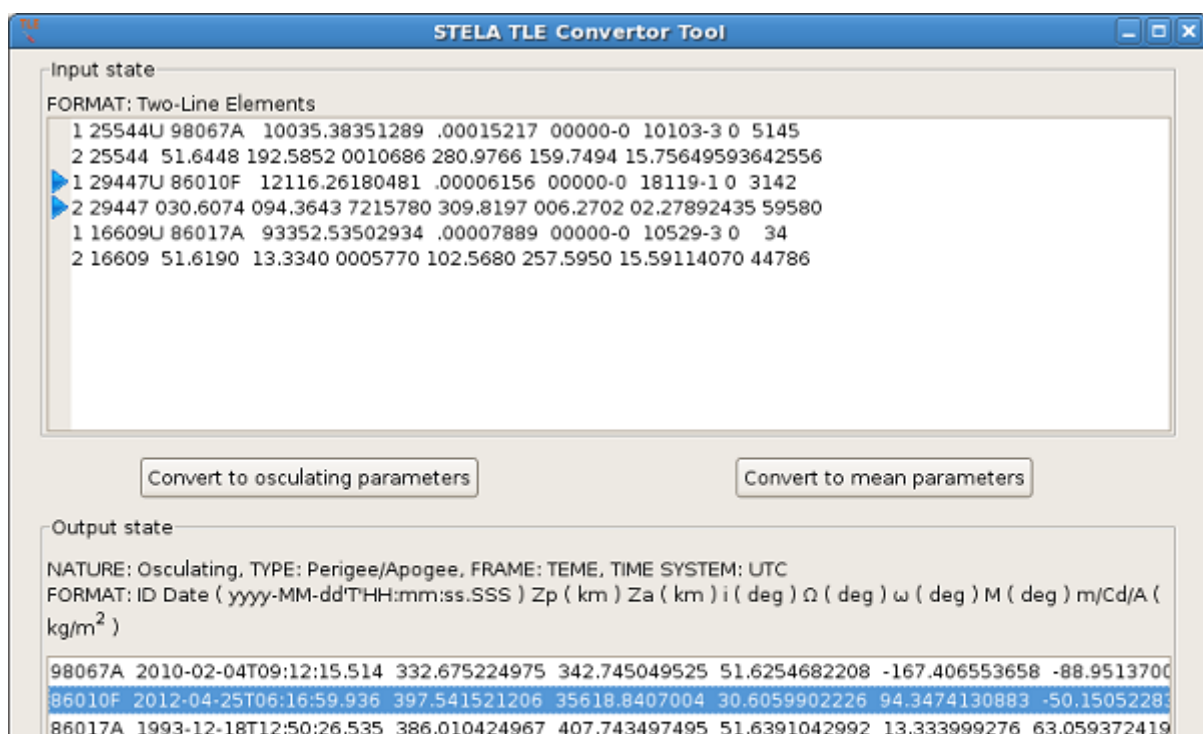 TLE
STELA TLE Convertor Tool
Input state
FORMAT: Two-Line Elements
1 25544U 98067A 10035.38351289 .00015217 00000-0 10103-3 0 5145
2 25544 51.6448 192.5852 0010686 280.9766 159.7494 15.75649593642556
1 29447U 86010F 12116.26180481 .00006156 00000-0 18119-1 0 3142
2 29447 030.6074 094.3643 7215780 309.8197 006.2702 02.27892435 59580
1 16609U 86017A 93352.53502934 .00007889 00000-0 10529-3 0 34
2 16609 51.6190 13.3340 0005770 102.5680 257.5950 15.59114070 44786
Convert to osculating parameters Convert to mean parameters
Output state
NATURE: Osculating, TYPE: Perigee/Apogee, FRAME: TEME, TIME SYSTEM: UTC
FORMAT: ID Date ( yyyy-MM-dd'T'HH:mm:ss.SSS ) Zp ( km ) Za ( km ) i ( deg ) Ω ( deg ) ω ( deg ) M ( deg ) m/Cd/A (
kg/m² )
98067A 2010-02-04T09:12:15.514 332.675224975 342.745049525 51.6254682208 -167.406553658 -88.9513700
86010F 2012-04-25T06:16:59.936 397.541521206 35618.8407004 30.6059902226 94.3474130883 -50.15052283
86017A 1993-12-18T12:50:26.535 386.010424967 407.743497495 51.6391042992 13.333999276 63.059372419